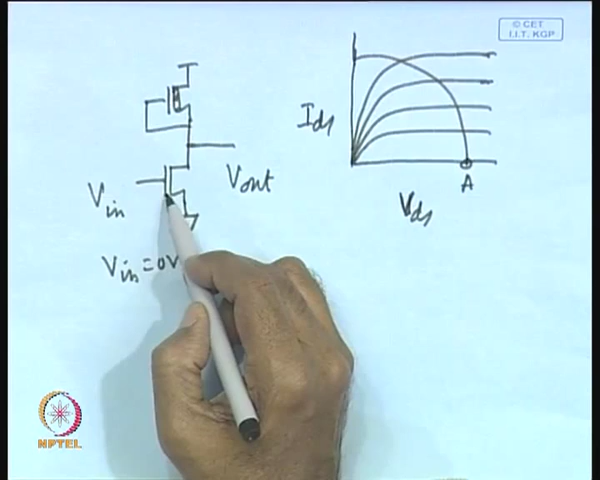 © CET
I.I.T. KGP
Ids
Vin
Vout
A
Vds
Vin = 0V
NPTEL